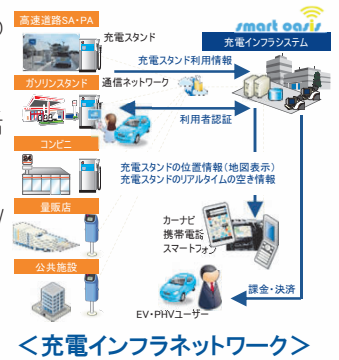 高速道路SA・PA
smart oasis
充電スタンド
充電インフラシステム
充電スタンド利用情報
ガソリンスタンド
通信ネットワーク
利用者認証
コンビニ
充電スタンドの位置情報(地図表示)
充電スタンドのリアルタイムの空き情報
量販店
カーナビ
携帯電話
スマートフォン
公共施設
課金・決済
EV・PHVユーザー
＜充電インフラネットワーク＞